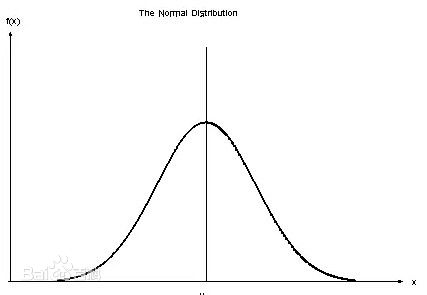 The Normal Distribution
f(X)
X